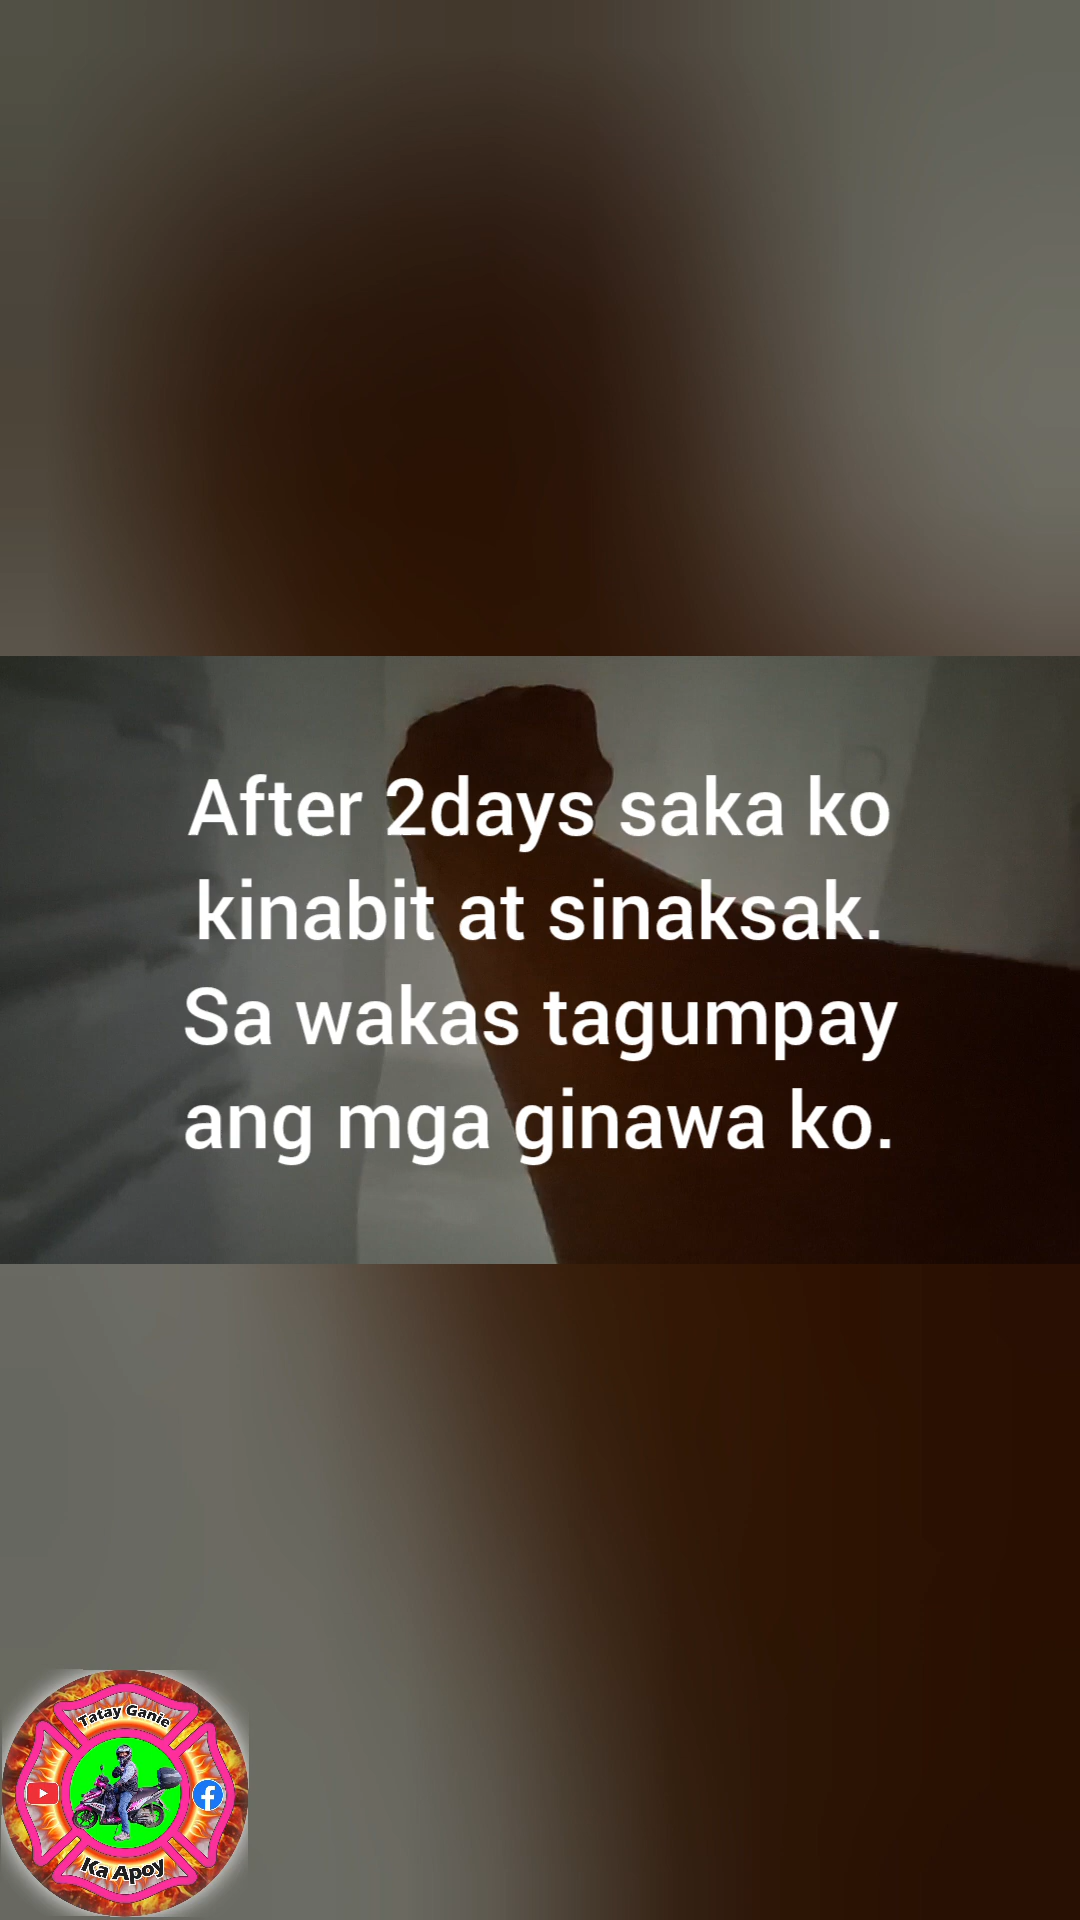 After 2days saka ko
kinabit at sinaksak.
Sa wakas tagumpay
ang mga ginawa ko.
Tatay Ganie
Ka Apoy